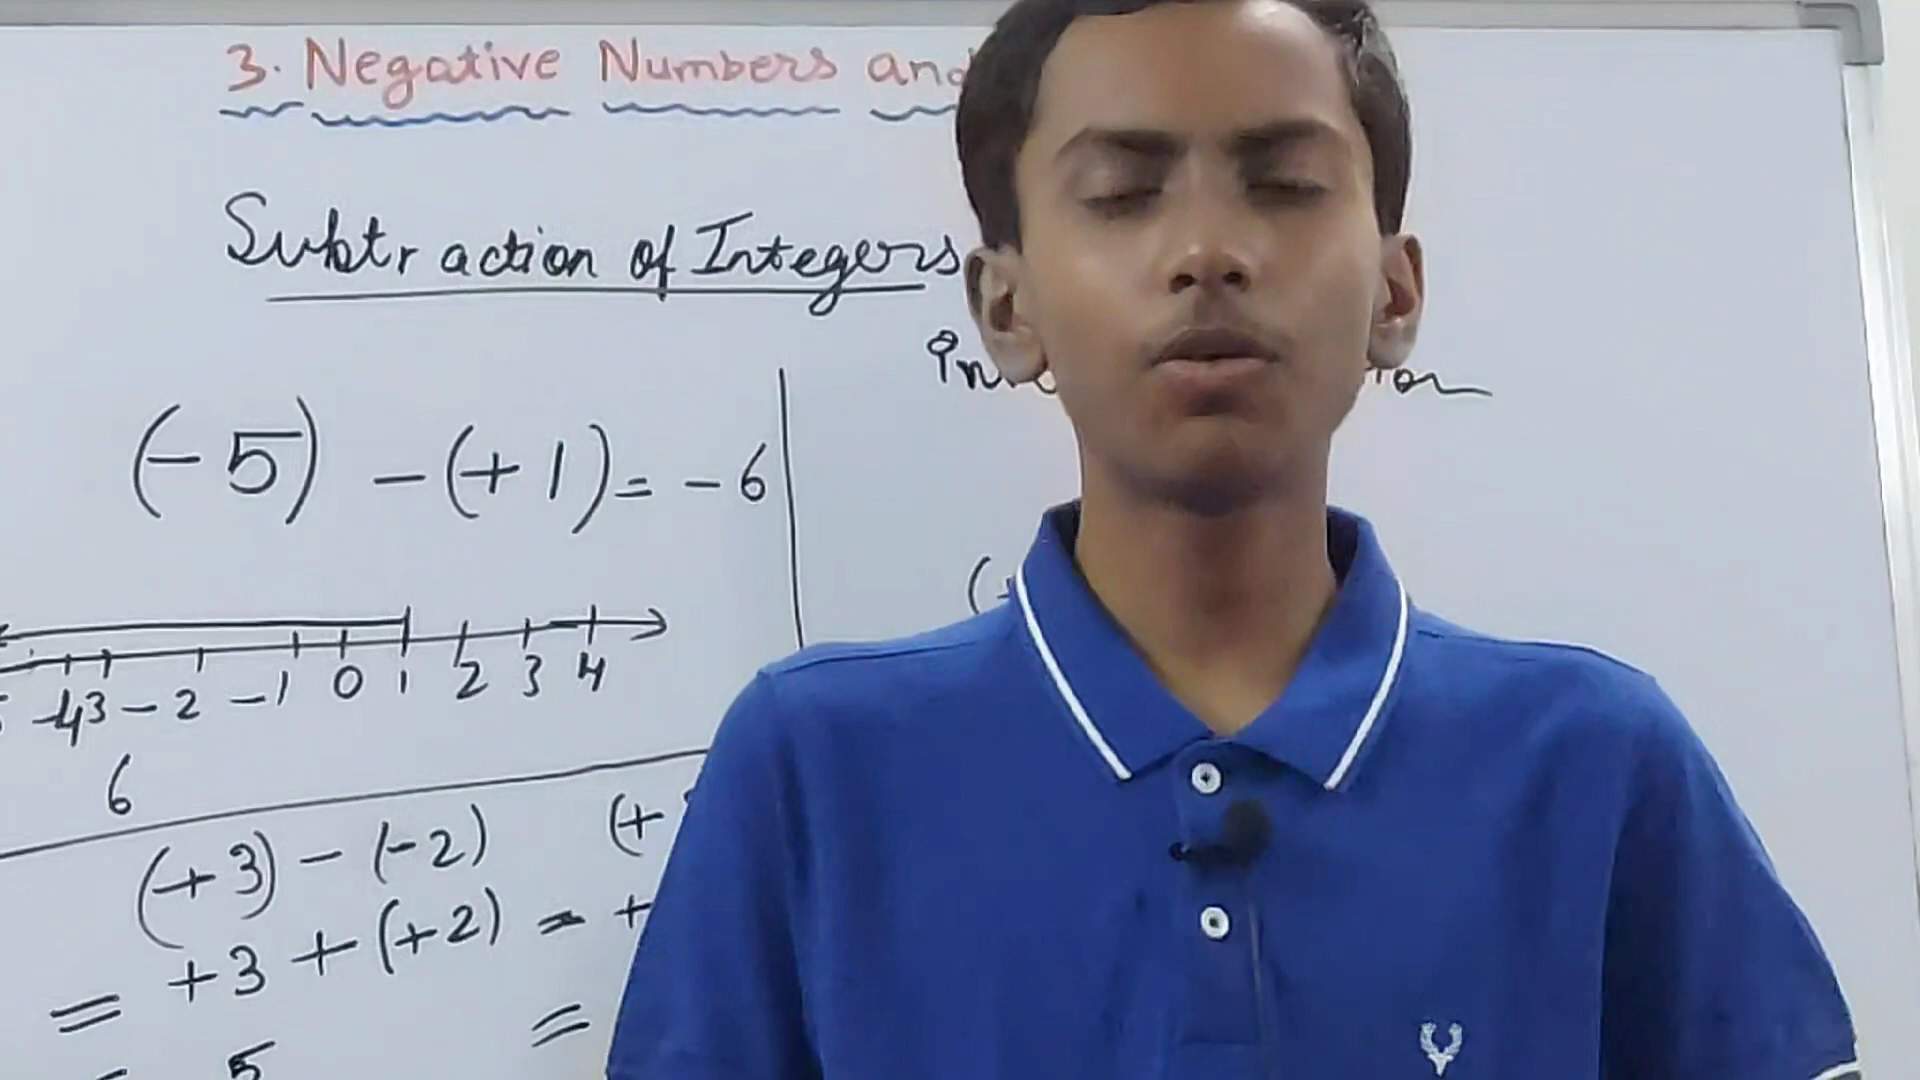 3. Negative Numbers and
Subtraction of Integers
(-5) - (+1) = -6
-4 3 -2 -1 0 1 2 3 4
6
(+3) - (-2) (+
= +3 + (+2) = +
= 5 =